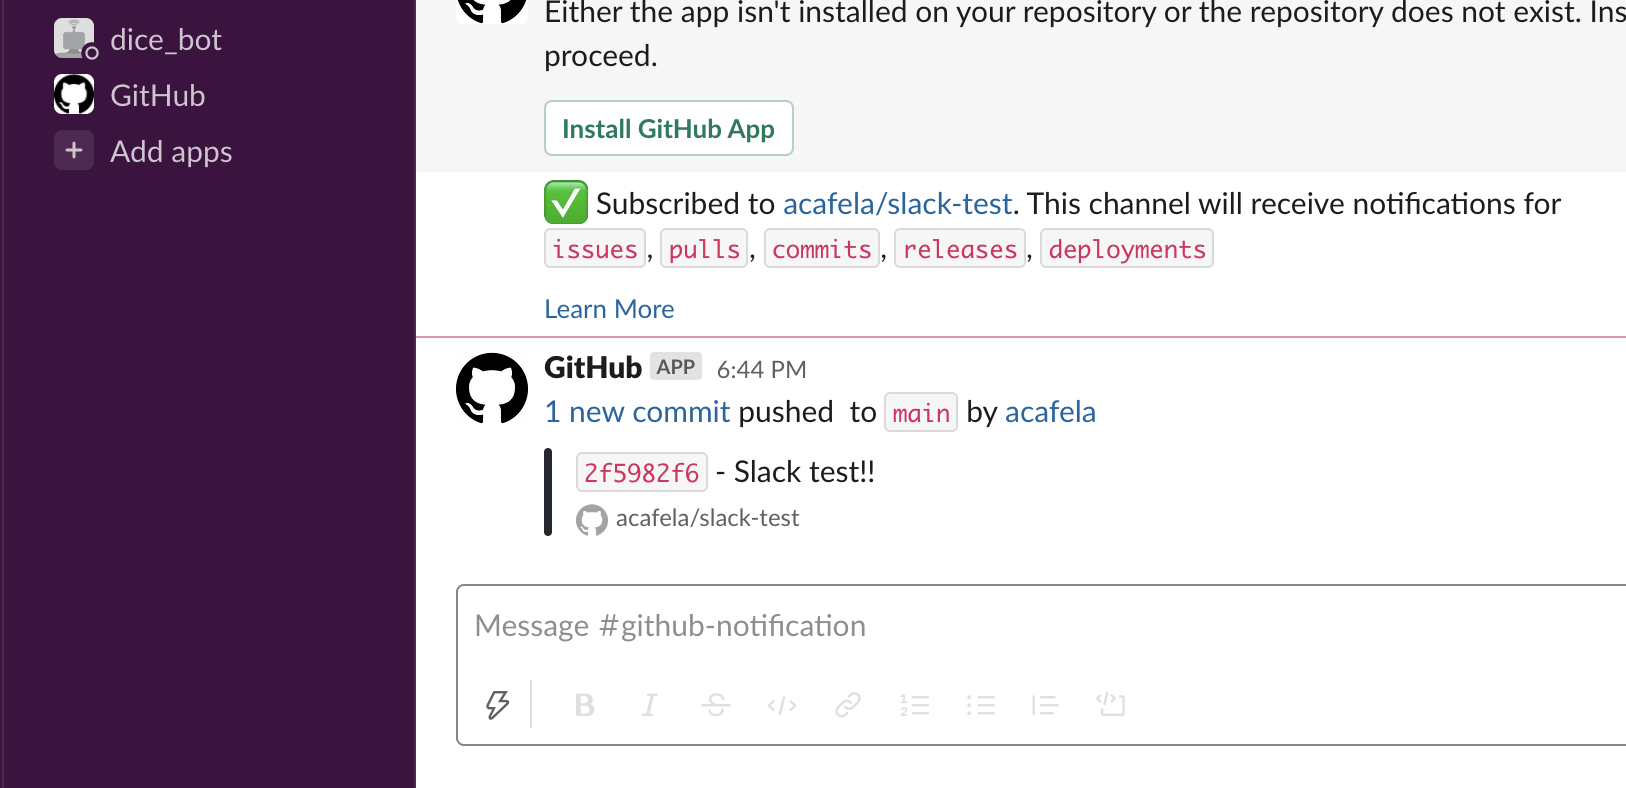 dice_bot
GitHub
Add apps
Either the app isn't installed on your repository or the repository does not exist.
proceed.
Install GitHub App
✅ Subscribed to acafela/slack-test. This channel will receive notifications for
issues, pulls, commits, releases, deployments
Learn More
GitHub APP 6:44 PM
1 new commit pushed  to main by acafela
2f5982f6 - Slack test!!
acafela/slack-test
Message #github-notification